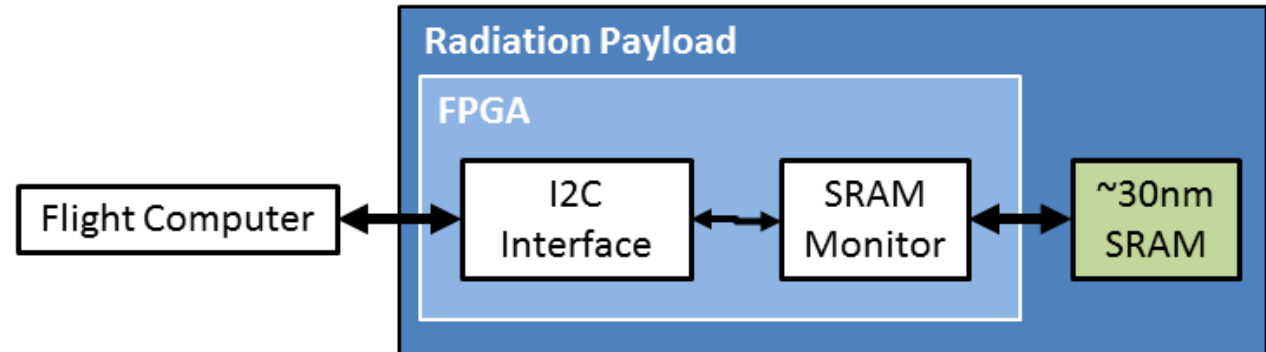 Radiation Payload
FPGA
Flight Computer
I2C
Interface
SRAM
Monitor
~30nm
SRAM